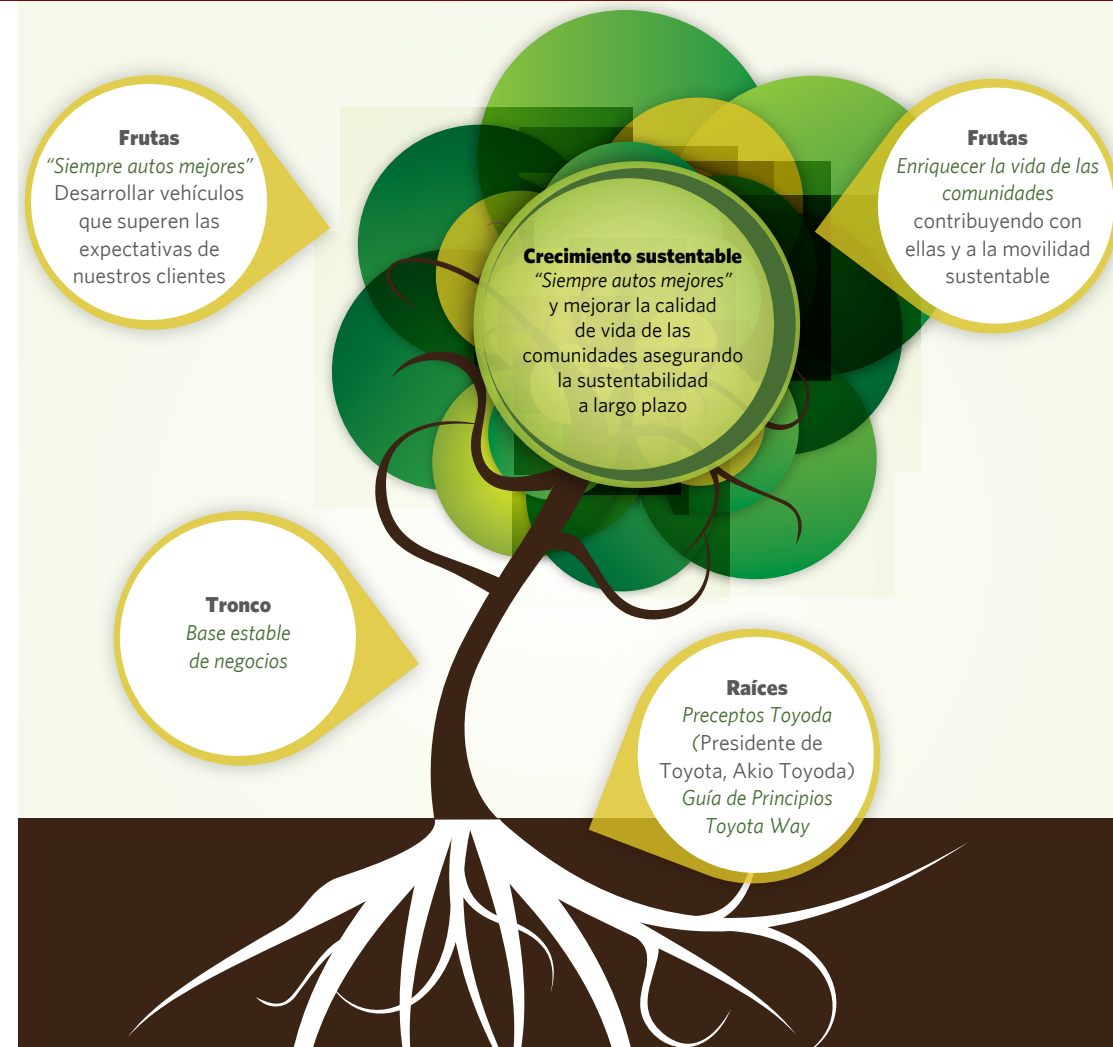 Frutas
“Siempre autos mejores”
Desarrollar vehículos
que superen las
expectativas de
nuestros clientes
Frutas
Enriquecer la vida de las
comunidades
contribuyendo con
ellas y a la movilidad
sustentable
Crecimiento sustentable
“Siempre autos mejores”
y mejorar la calidad
de vida de las
comunidades asegurando
la sustentabilidad
a largo plazo
Tronco
Base estable
de negocios
Raíces
Preceptos Toyoda
(Presidente de
Toyota, Akio Toyoda)
Guía de Principios
Toyota Way